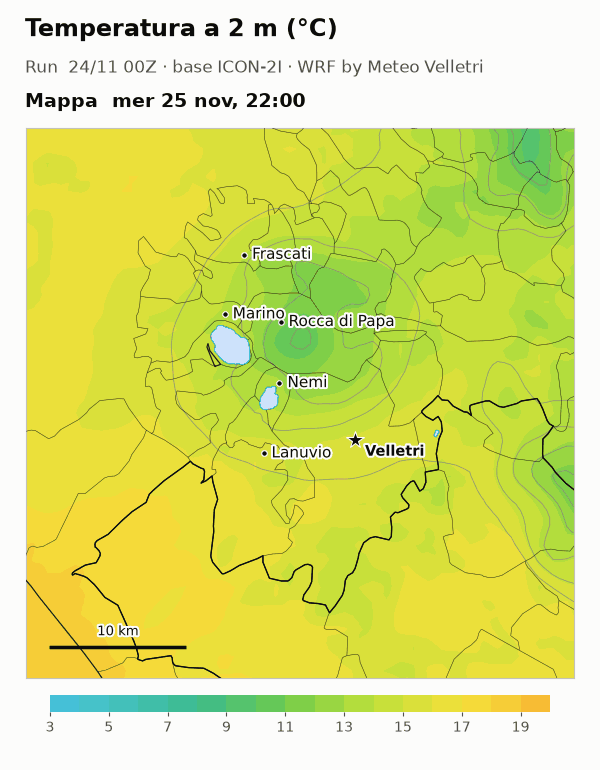 Temperatura a 2 m (°C)
Run  24/11 00Z · base ICON-2I · WRF by Meteo Velletri
Mappa  mer 25 nov, 22:00
Frascati
Marino
Rocca di Papa
Nemi
Velletri
Lanuvio
10 km
3 5 7 9 11 13 15 17 19